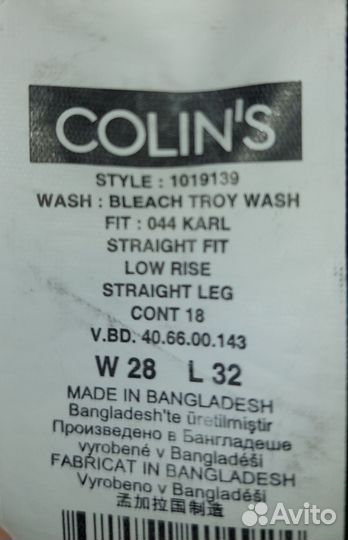 COLIN'S
STYLE : 1019139
WASH : BLEACH TROY WASH
FIT : 044 KARL
STRAIGHT FIT
LOW RISE
STRAIGHT LEG
CONT 18
V.BD. 40.66.00.143
W 28 L 32
MADE IN BANGLADESH
Bangladesh'te üretilmiştir
Произведено в Бангладеше
vyrobené v Bangladéši
FABRICAT IN BANGLADESH
Vyrobeno v Bangladéši
孟加拉国制造
Avito